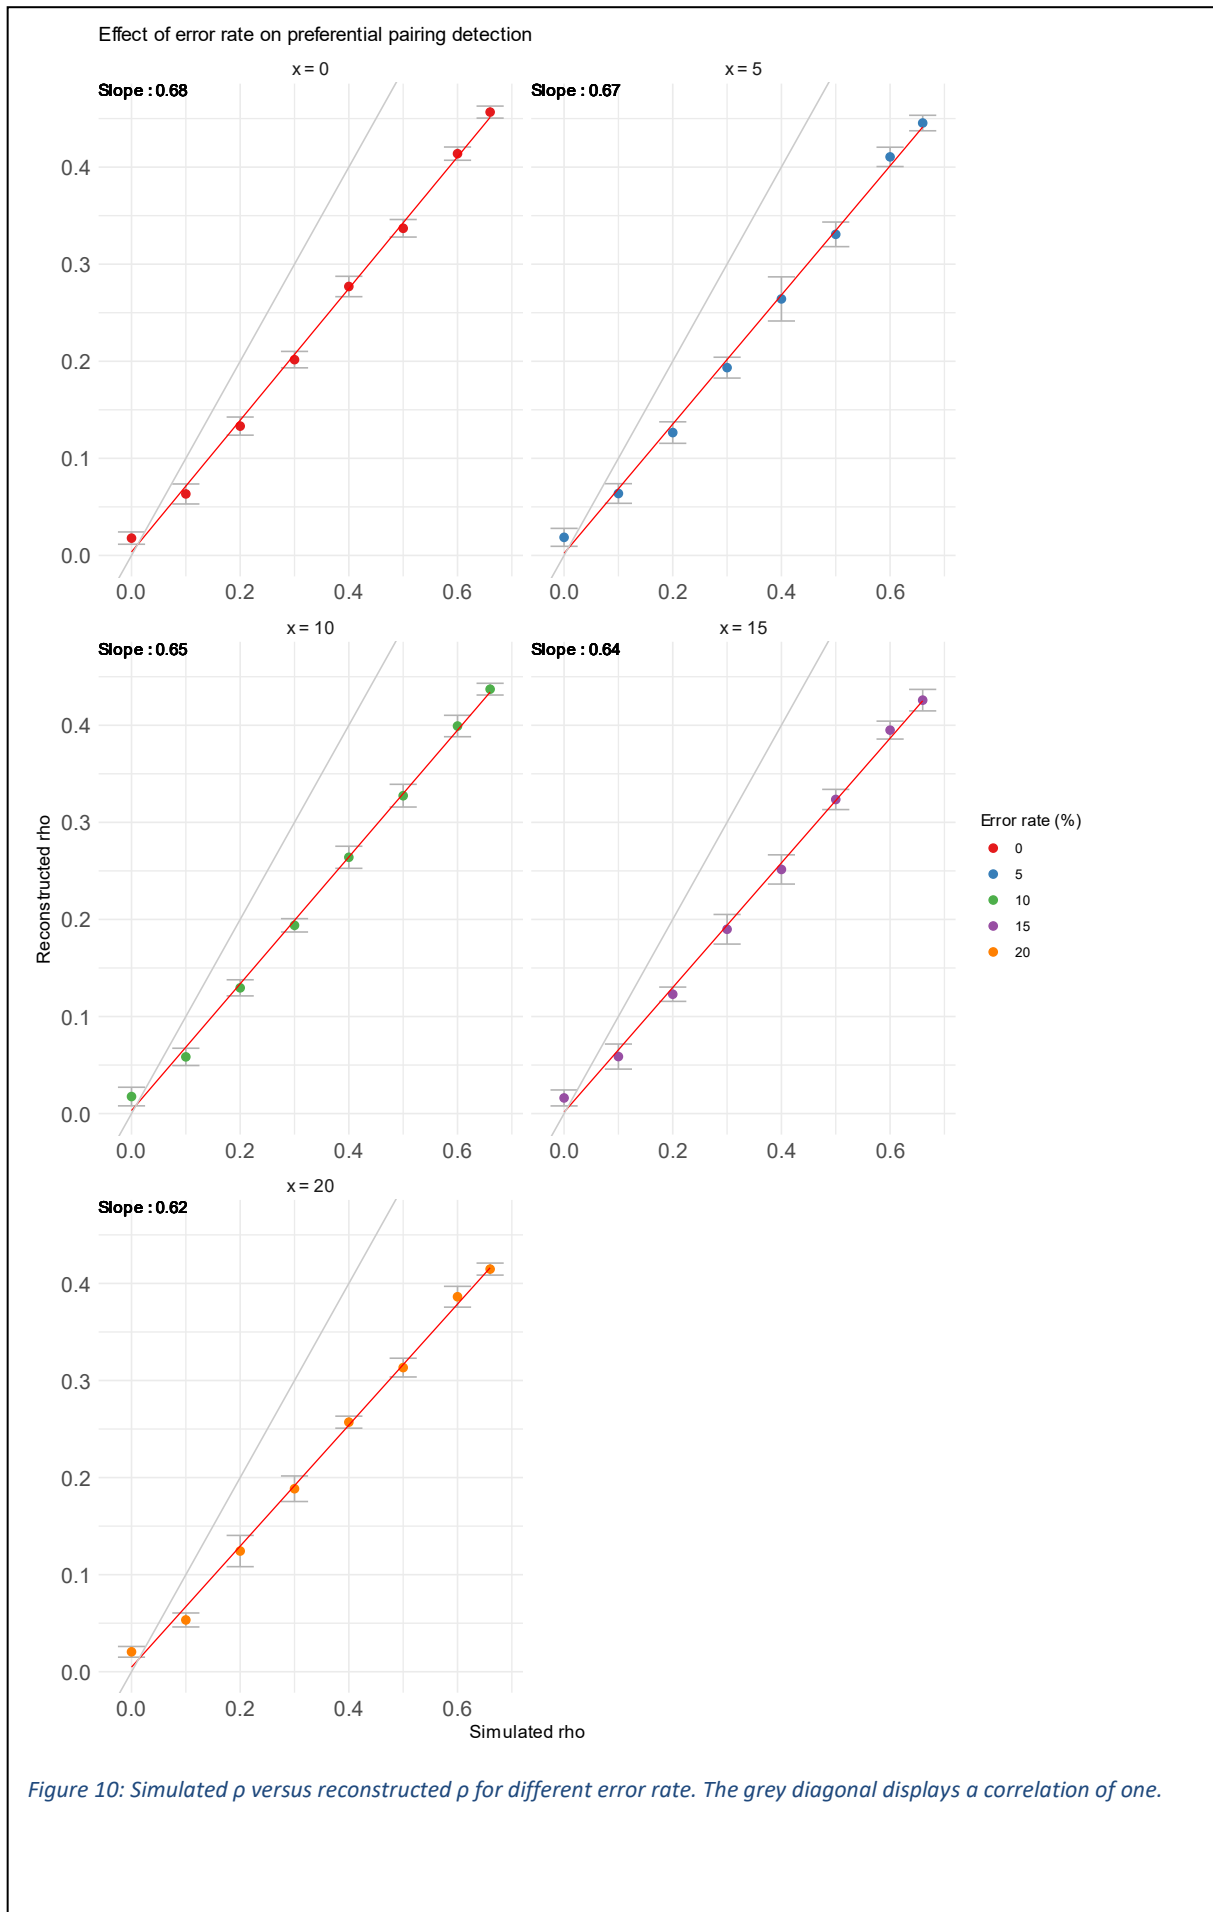 Effect of error rate on preferential pairing detection
x = 0
x = 5
Slope : 0.68
Slope : 0.67
0.4
0.3
0.2
0.1
0.0
0.0 0.2 0.4 0.6
0.0 0.2 0.4 0.6
x = 10
x = 15
Slope : 0.65
Slope : 0.64
0.4
0.3
0.2
0.1
0.0
Reconstructed rho
0.0 0.2 0.4 0.6
0.0 0.2 0.4 0.6
Error rate (%)
0
5
10
15
20
x = 20
Slope : 0.62
0.4
0.3
0.2
0.1
0.0
0.0 0.2 0.4 0.6
Simulated rho
Figure 10: Simulated ρ versus reconstructed ρ for different error rate. The grey diagonal displays a correlation of one.